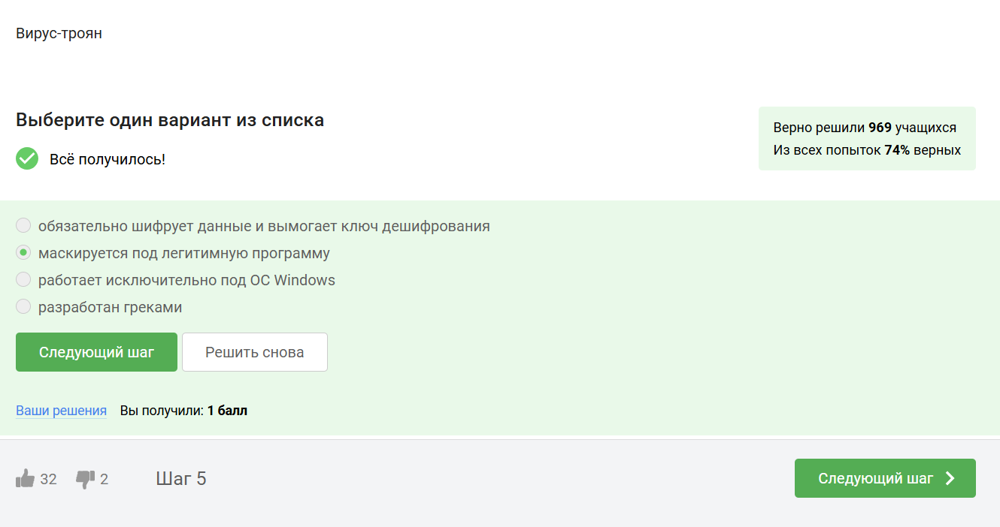 Вирус-троян
Выберите один вариант из списка
Всё получилось!
Верно решили 969 учащихся
Из всех попыток 74% верных
обязательно шифрует данные и вымогает ключ дешифрования
маскируется под легитимную программу
работает исключительно под ОС Windows
разработан греками
Следующий шаг
Решить снова
Ваши решения Вы получили: 1 балл
32 2 Шаг 5 Следующий шаг